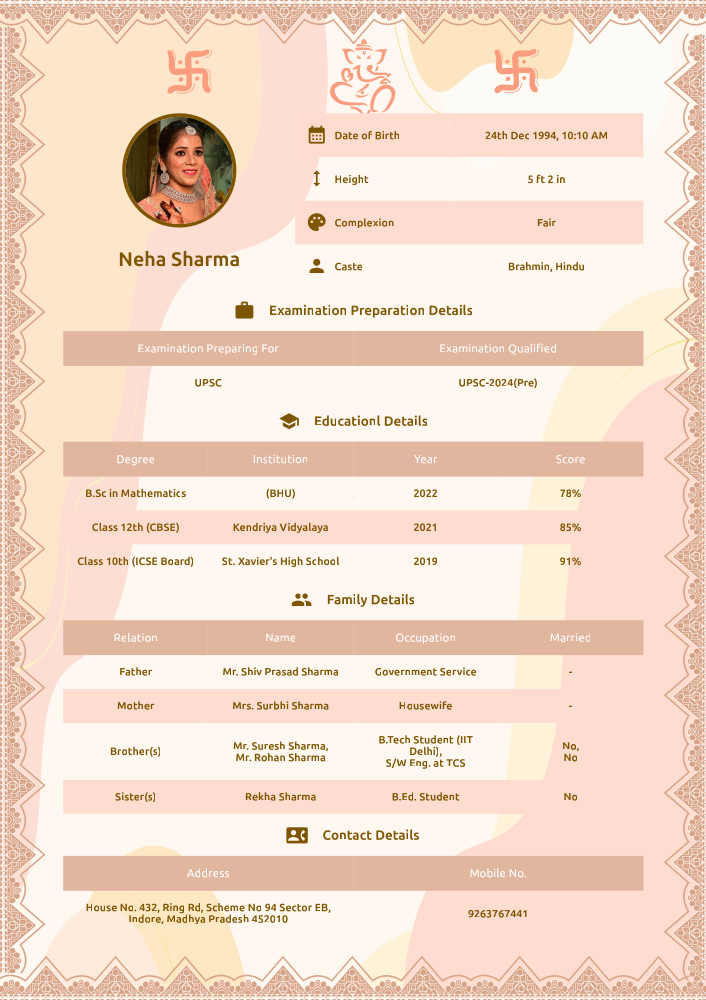 Date of Birth 24th Dec 1994, 10:10 AM
Height 5 ft 2 in
Complexion Fair
Caste Brahmin, Hindu
Neha Sharma
Examination Preparation Details
Examination Preparing For Examination Qualified
UPSC UPSC-2024(Pre)
Educationl Details
Degree Institution Year Score
B.Sc in Mathematics (BHU) 2022 78%
Class 12th (CBSE) Kendriya Vidyalaya 2021 85%
Class 10th (ICSE Board) St. Xavier's High School 2019 91%
Family Details
Relation Name Occupation Married
Father Mr. Shiv Prasad Sharma Government Service -
Mother Mrs. Surbhi Sharma Housewife -
Brother(s)
Mr. Suresh Sharma,
Mr. Rohan Sharma
B.Tech Student (IIT
Delhi),
S/W Eng. at TCS
No,
No
Sister(s) Rekha Sharma B.Ed. Student No
Contact Details
Address Mobile No.
House No. 432, Ring Rd, Scheme No 94 Sector EB,
Indore, Madhya Pradesh 452010
9263767441